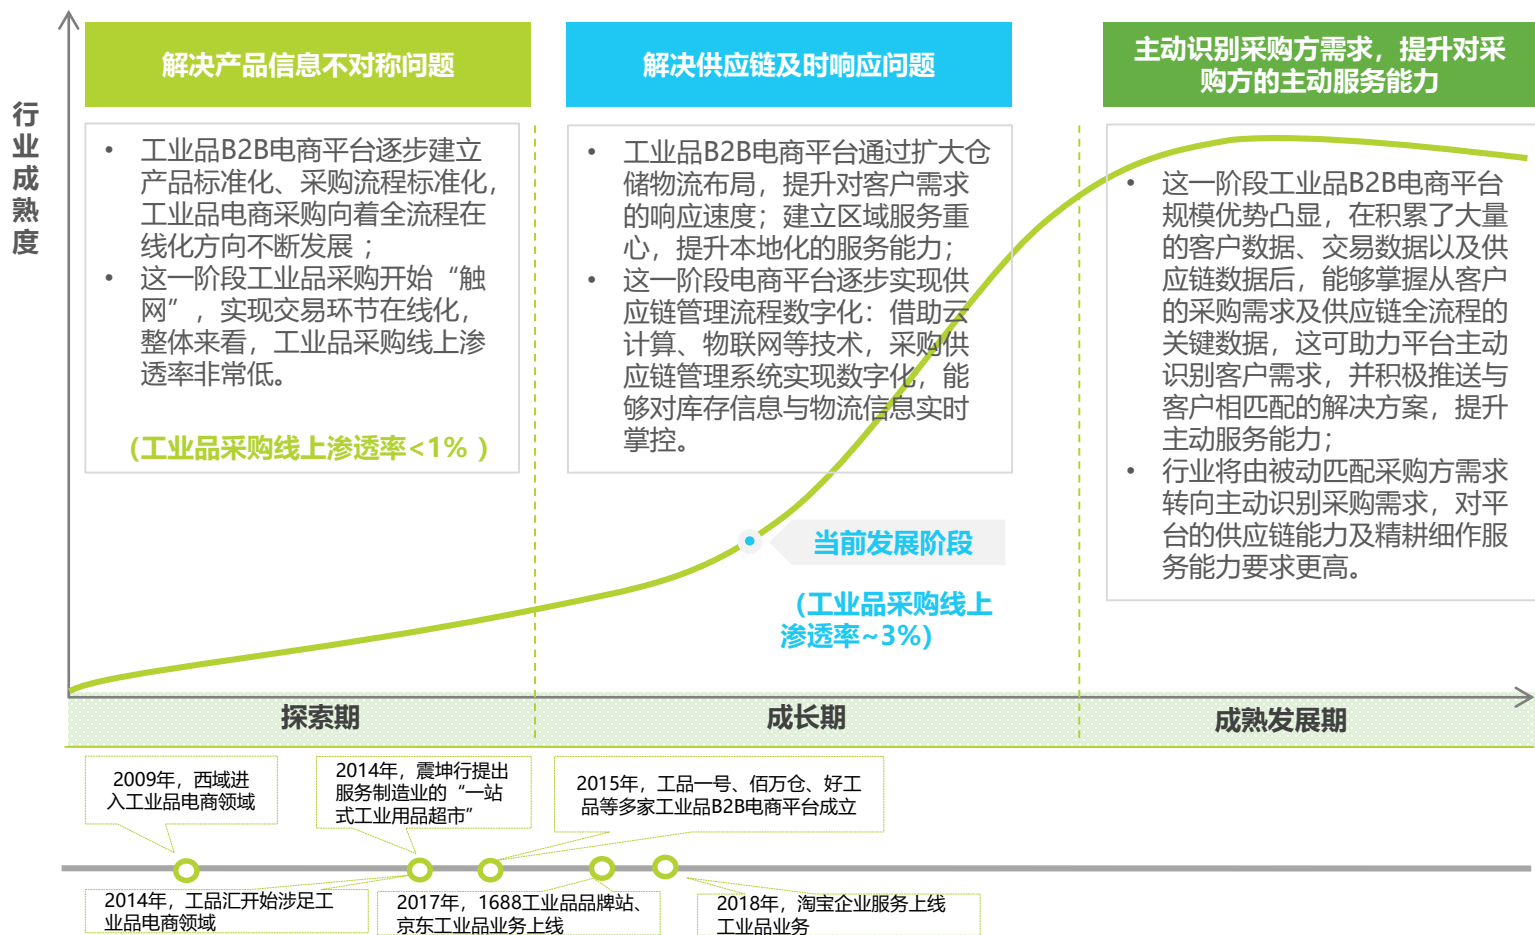 行业成熟度
解决产品信息不对称问题
• 工业品B2B电商平台逐步建立
产品标准化、采购流程标准化，
工业品电商采购向着全流程在
线化方向不断发展；
• 这一阶段工业品采购开始“触
网”，实现交易环节在线化，
整体来看，工业品采购线上渗
透率非常低。
（工业品采购线上渗透率<1% ）
解决供应链及时响应问题
• 工业品B2B电商平台通过扩大仓
储物流布局，提升对客户需求
的响应速度；建立区域服务重
心，提升本地化的服务能力；
• 这一阶段电商平台逐步实现供
应链管理流程数字化：借助云
计算、物联网等技术，采购供
应链管理系统实现数字化，能
够对库存信息与物流信息实时
掌控。
当前发展阶段
（工业品采购线上
渗透率~3%）
主动识别采购方需求，提升对采
购方的主动服务能力
• 这一阶段工业品B2B电商平台
规模优势凸显，在积累了大量
的客户数据、交易数据以及供
应链数据后，能够掌握从客户
的采购需求及供应链全流程的
关键数据，这可助力平台主动
识别客户需求，并积极推送与
客户相匹配的解决方案，提升
主动服务能力；
• 行业将由被动匹配采购方需求
转向主动识别采购需求，对平
台的供应链能力及精耕细作服
务能力要求更高。
探索期
成长期
成熟发展期
2009年，西域进
入工业品电商领域
2014年，震坤行提出
服务制造业的“一站
式工业用品超市”
2015年，工品一号、佰万仓、好工
品等多家工业品B2B电商平台成立
2014年，工品汇开始涉足工
业品电商领域
2017年，1688工业品品牌站、
京东工业品业务上线
2018年，淘宝企业服务上线
工业品业务